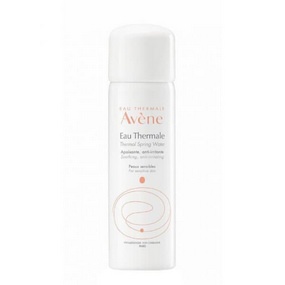 EAU THERMALE
Avène
Eau Thermale
Thermal Spring Water
Apaisante, anti-irritante
Soothing, anti-irritating
Peaux sensibles
For sensitive skin